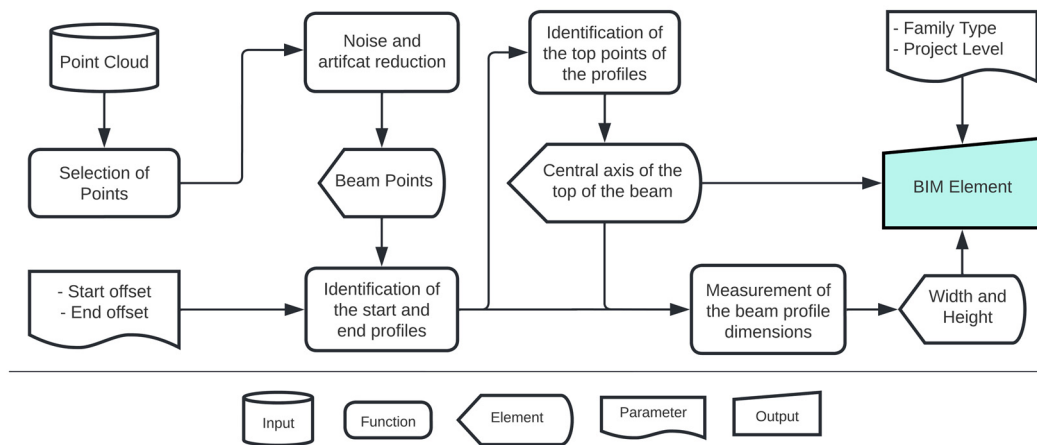 Point Cloud
Selection of
Points
Noise and
artifcat reduction
Beam Points
- Start offset
- End offset
Identification of
the start and
end profiles
Identification of
the top points of
the profiles
Central axis of the
top of the beam
Measurement of
the beam profile
dimensions
Width and
Height
- Family Type
- Project Level
BIM Element
Input
Function
Element
Parameter
Output